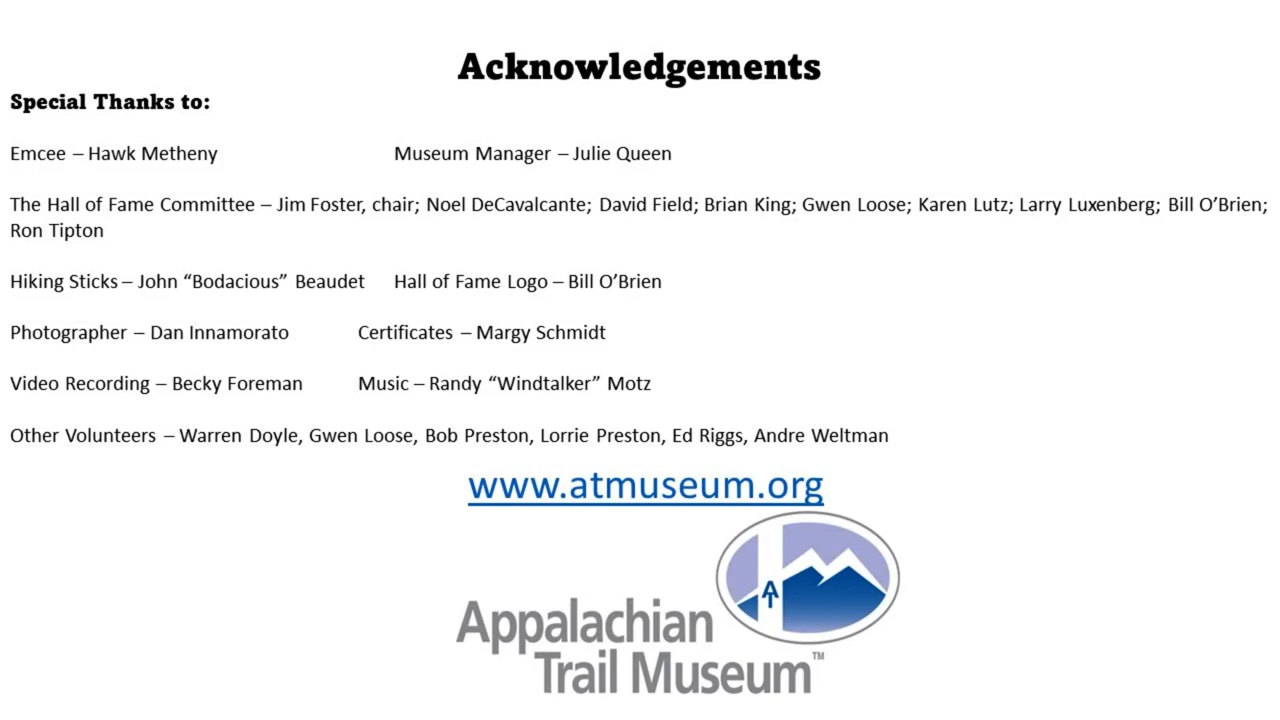 Acknowledgements
Special Thanks to:
Emcee – Hawk Metheny Museum Manager – Julie Queen
The Hall of Fame Committee – Jim Foster, chair; Noel DeCavalcante; David Field; Brian King; Gwen Loose; Karen Lutz; Larry Luxenberg; Bill O’Brien;
Ron Tipton
Hiking Sticks – John “Bodacious” Beaudet Hall of Fame Logo – Bill O’Brien
Photographer – Dan Innamorato Certificates – Margy Schmidt
Video Recording – Becky Foreman Music – Randy “Windtalker” Motz
Other Volunteers – Warren Doyle, Gwen Loose, Bob Preston, Lorrie Preston, Ed Riggs, Andre Weltman
www.atmuseum.org
AT
Appalachian
Trail Museum™